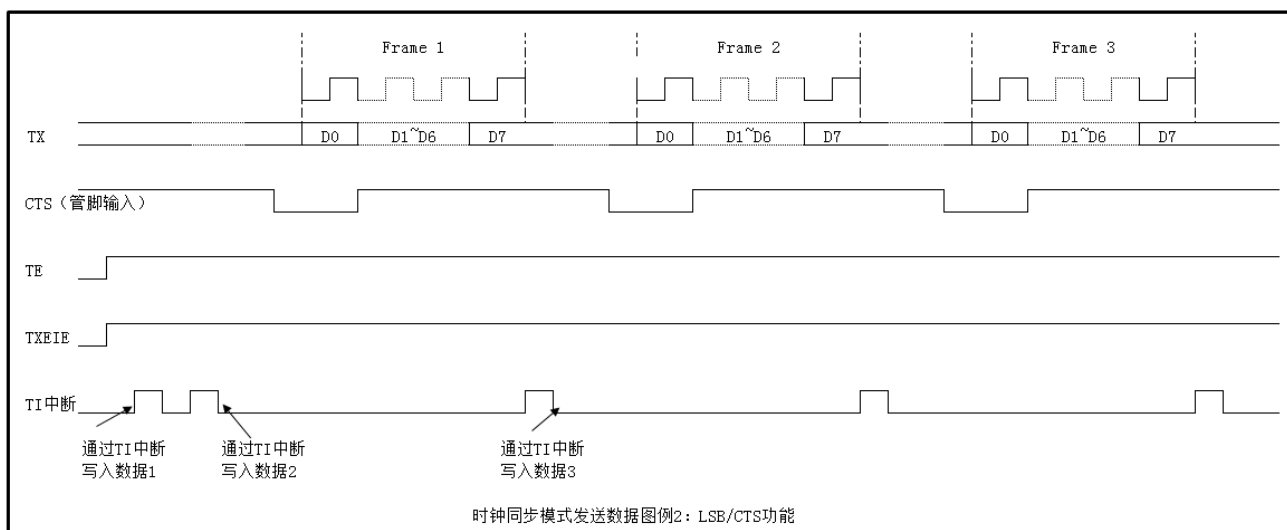 Frame 1
Frame 2
Frame 3
TX
D0
D1~D6
D7
D0
D1~D6
D7
D0
D1~D6
D7
CTS（管脚输入）
TE
TXEIE
TI中断
通过TI中断
写入数据1
通过TI中断
写入数据2
通过TI中断
写入数据3
时钟同步模式发送数据图例2：LSB/CTS功能